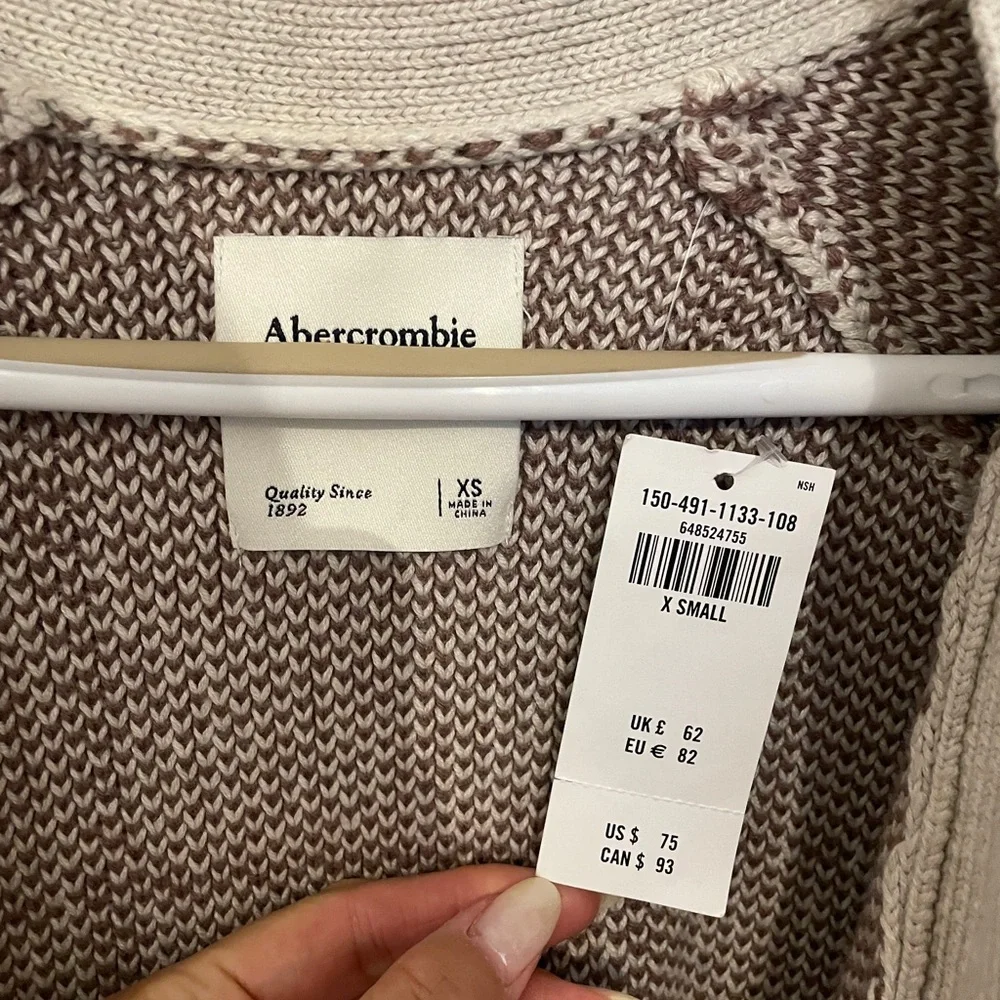 Abercrombie
Quality Since
1892
XS
MADE IN
CHINA
NSH
150-491-1133-108
648524755
X SMALL
UK £ 62
EU € 82
US $ 75
CAN $ 93